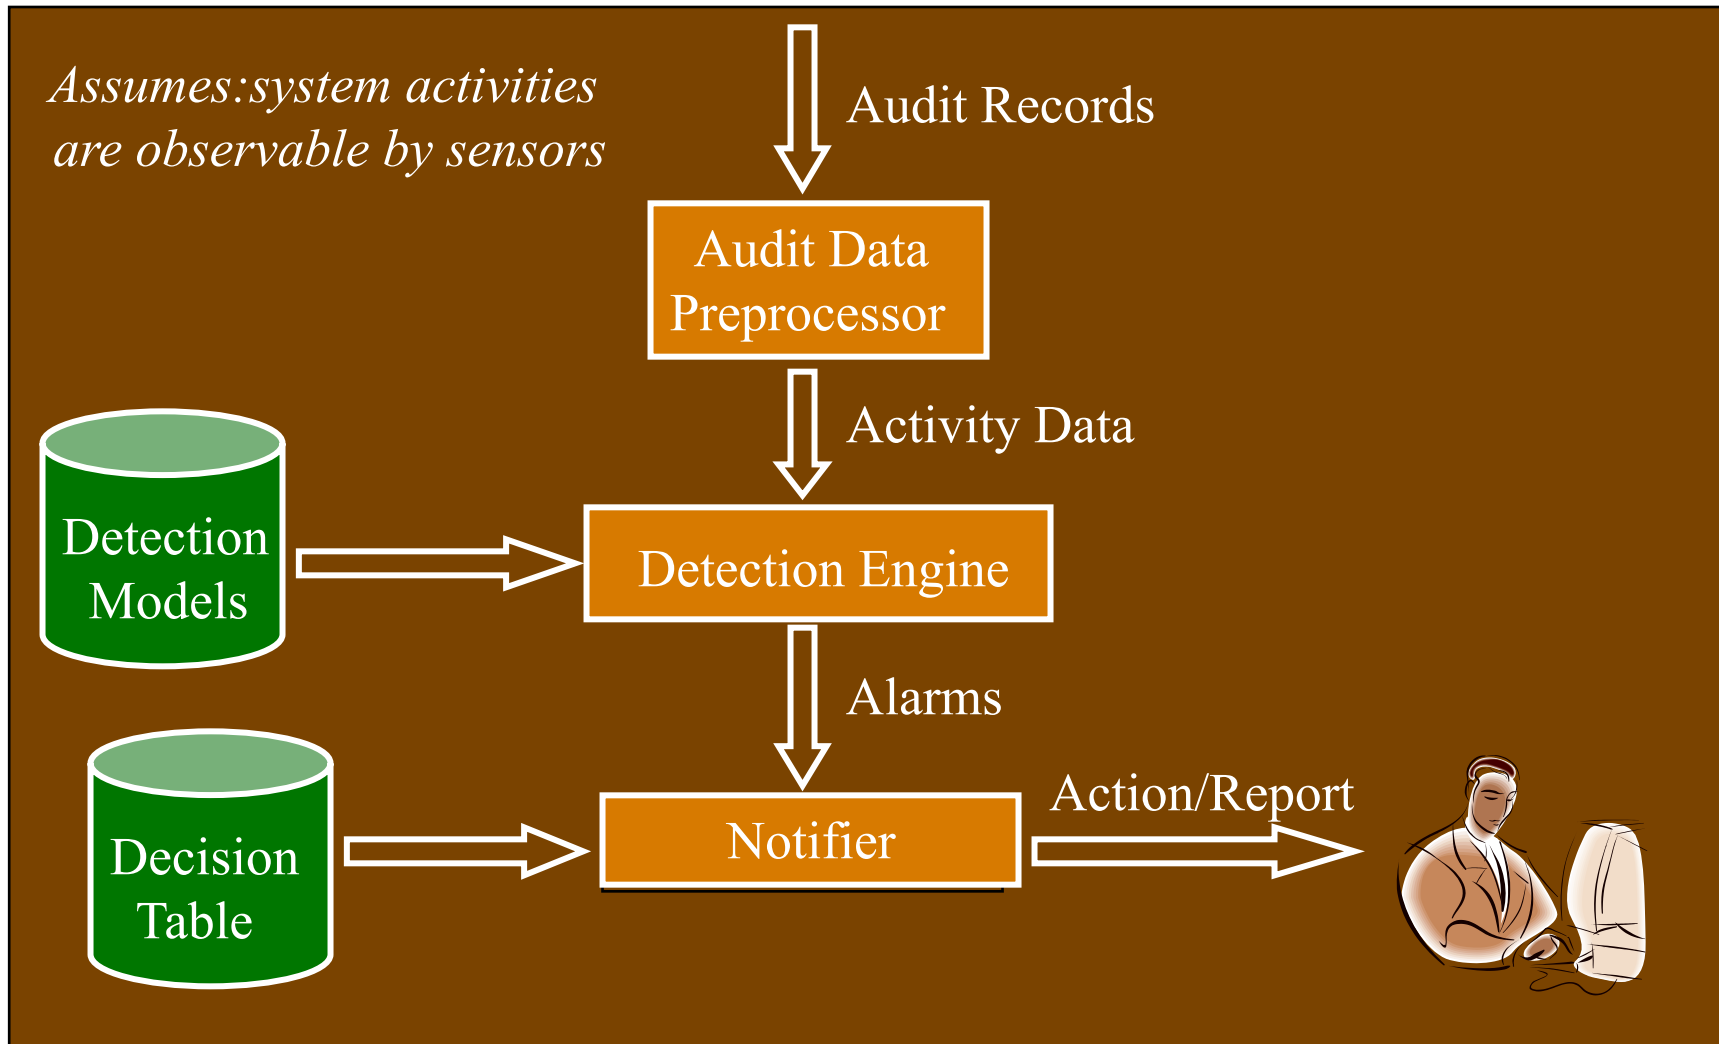 Assumes:system activities
are observable by sensors
Audit Records
Audit Data
Preprocessor
Activity Data
Detection
Models
Detection Engine
Alarms
Decision
Table
Notifier
Action/Report